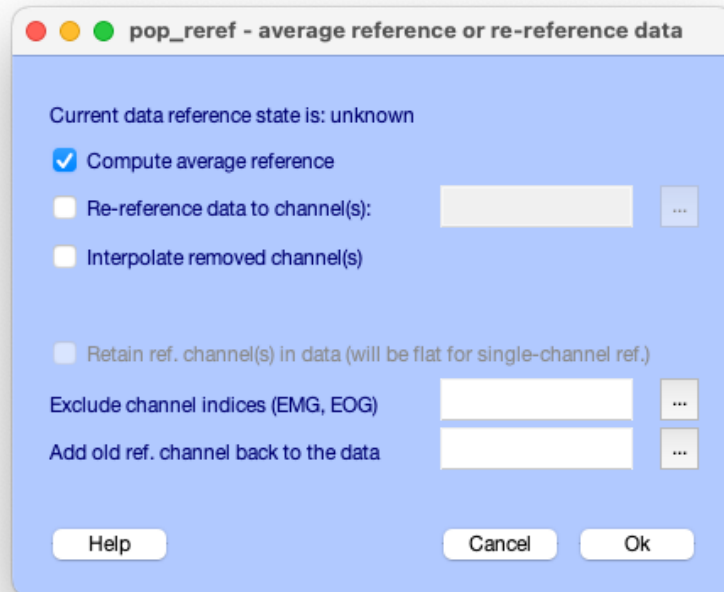 pop_reref - average reference or re-reference data
Current data reference state is: unknown
Compute average reference
Re-reference data to channel(s):
...
Interpolate removed channel(s)
Retain ref. channel(s) in data (will be flat for single-channel ref.)
Exclude channel indices (EMG, EOG)
...
Add old ref. channel back to the data
...
Help
Cancel
Ok